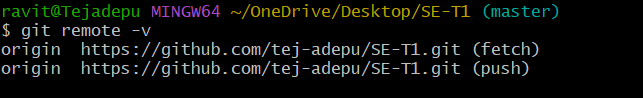 ravit@Tejadepu MINGW64 ~/OneDrive/Desktop/SE-T1 (master)
$ git remote -v
origin  https://github.com/tej-adepu/SE-T1.git (fetch)
origin  https://github.com/tej-adepu/SE-T1.git (push)